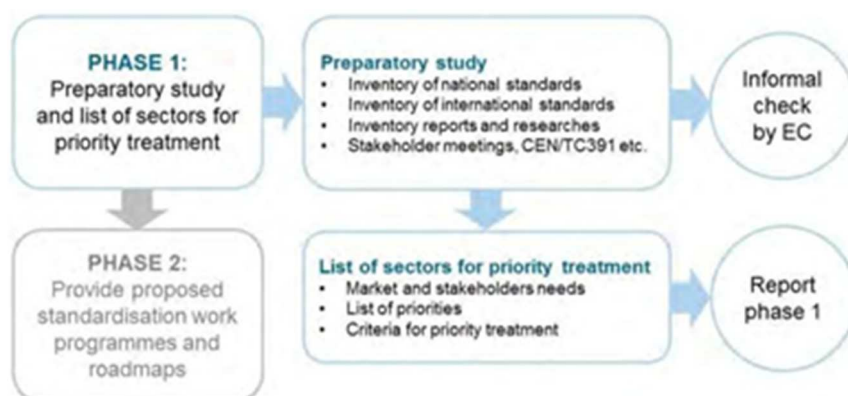 PHASE 1:
Preparatory study
and list of sectors for
priority treatment
Preparatory study
• Inventory of national standards
• Inventory of international standards
• Inventory reports and researches
• Stakeholder meetings, CEN/TC391 etc.
Informal
check
by EC
PHASE 2:
Provide proposed
standardisation work
programmes and
roadmaps
List of sectors for priority treatment
• Market and stakeholders needs
• List of priorities
• Criteria for priority treatment
Report
phase 1